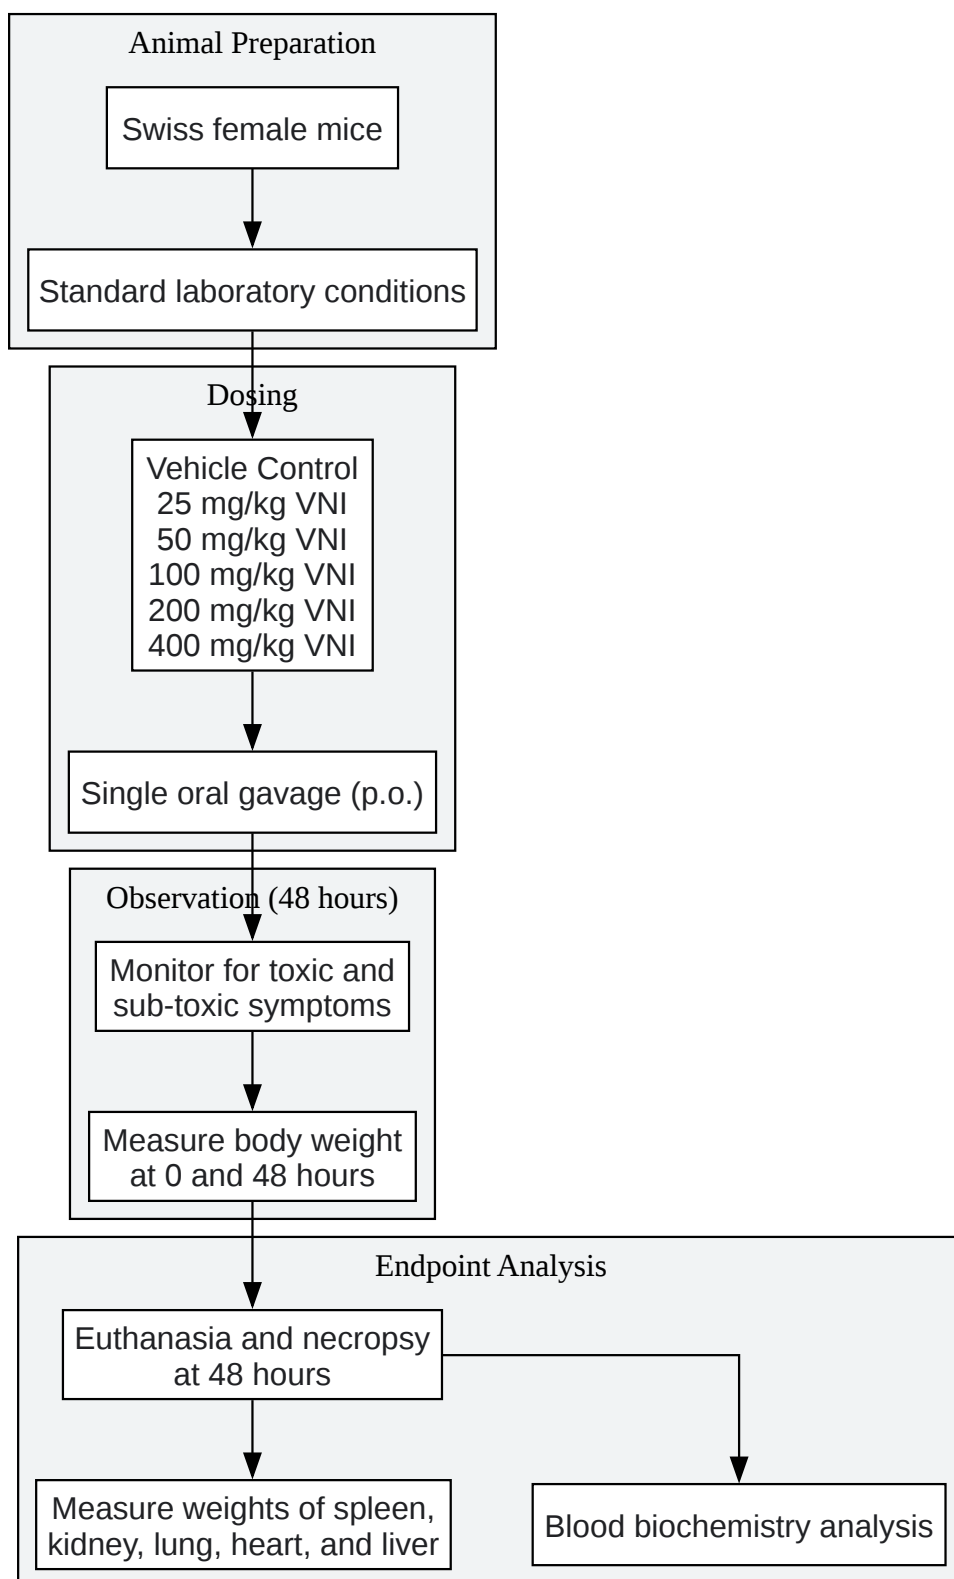 Animal Preparation
Swiss female mice
Standard laboratory conditions
Dosing
Vehicle Control
25 mg/kg VNI
50 mg/kg VNI
100 mg/kg VNI
200 mg/kg VNI
400 mg/kg VNI
Single oral gavage (p.o.)
Observation (48 hours)
Monitor for toxic and
sub-toxic symptoms
Measure body weight
at 0 and 48 hours
Endpoint Analysis
Euthanasia and necropsy
at 48 hours
Measure weights of spleen,
kidney, lung, heart, and liver
Blood biochemistry analysis